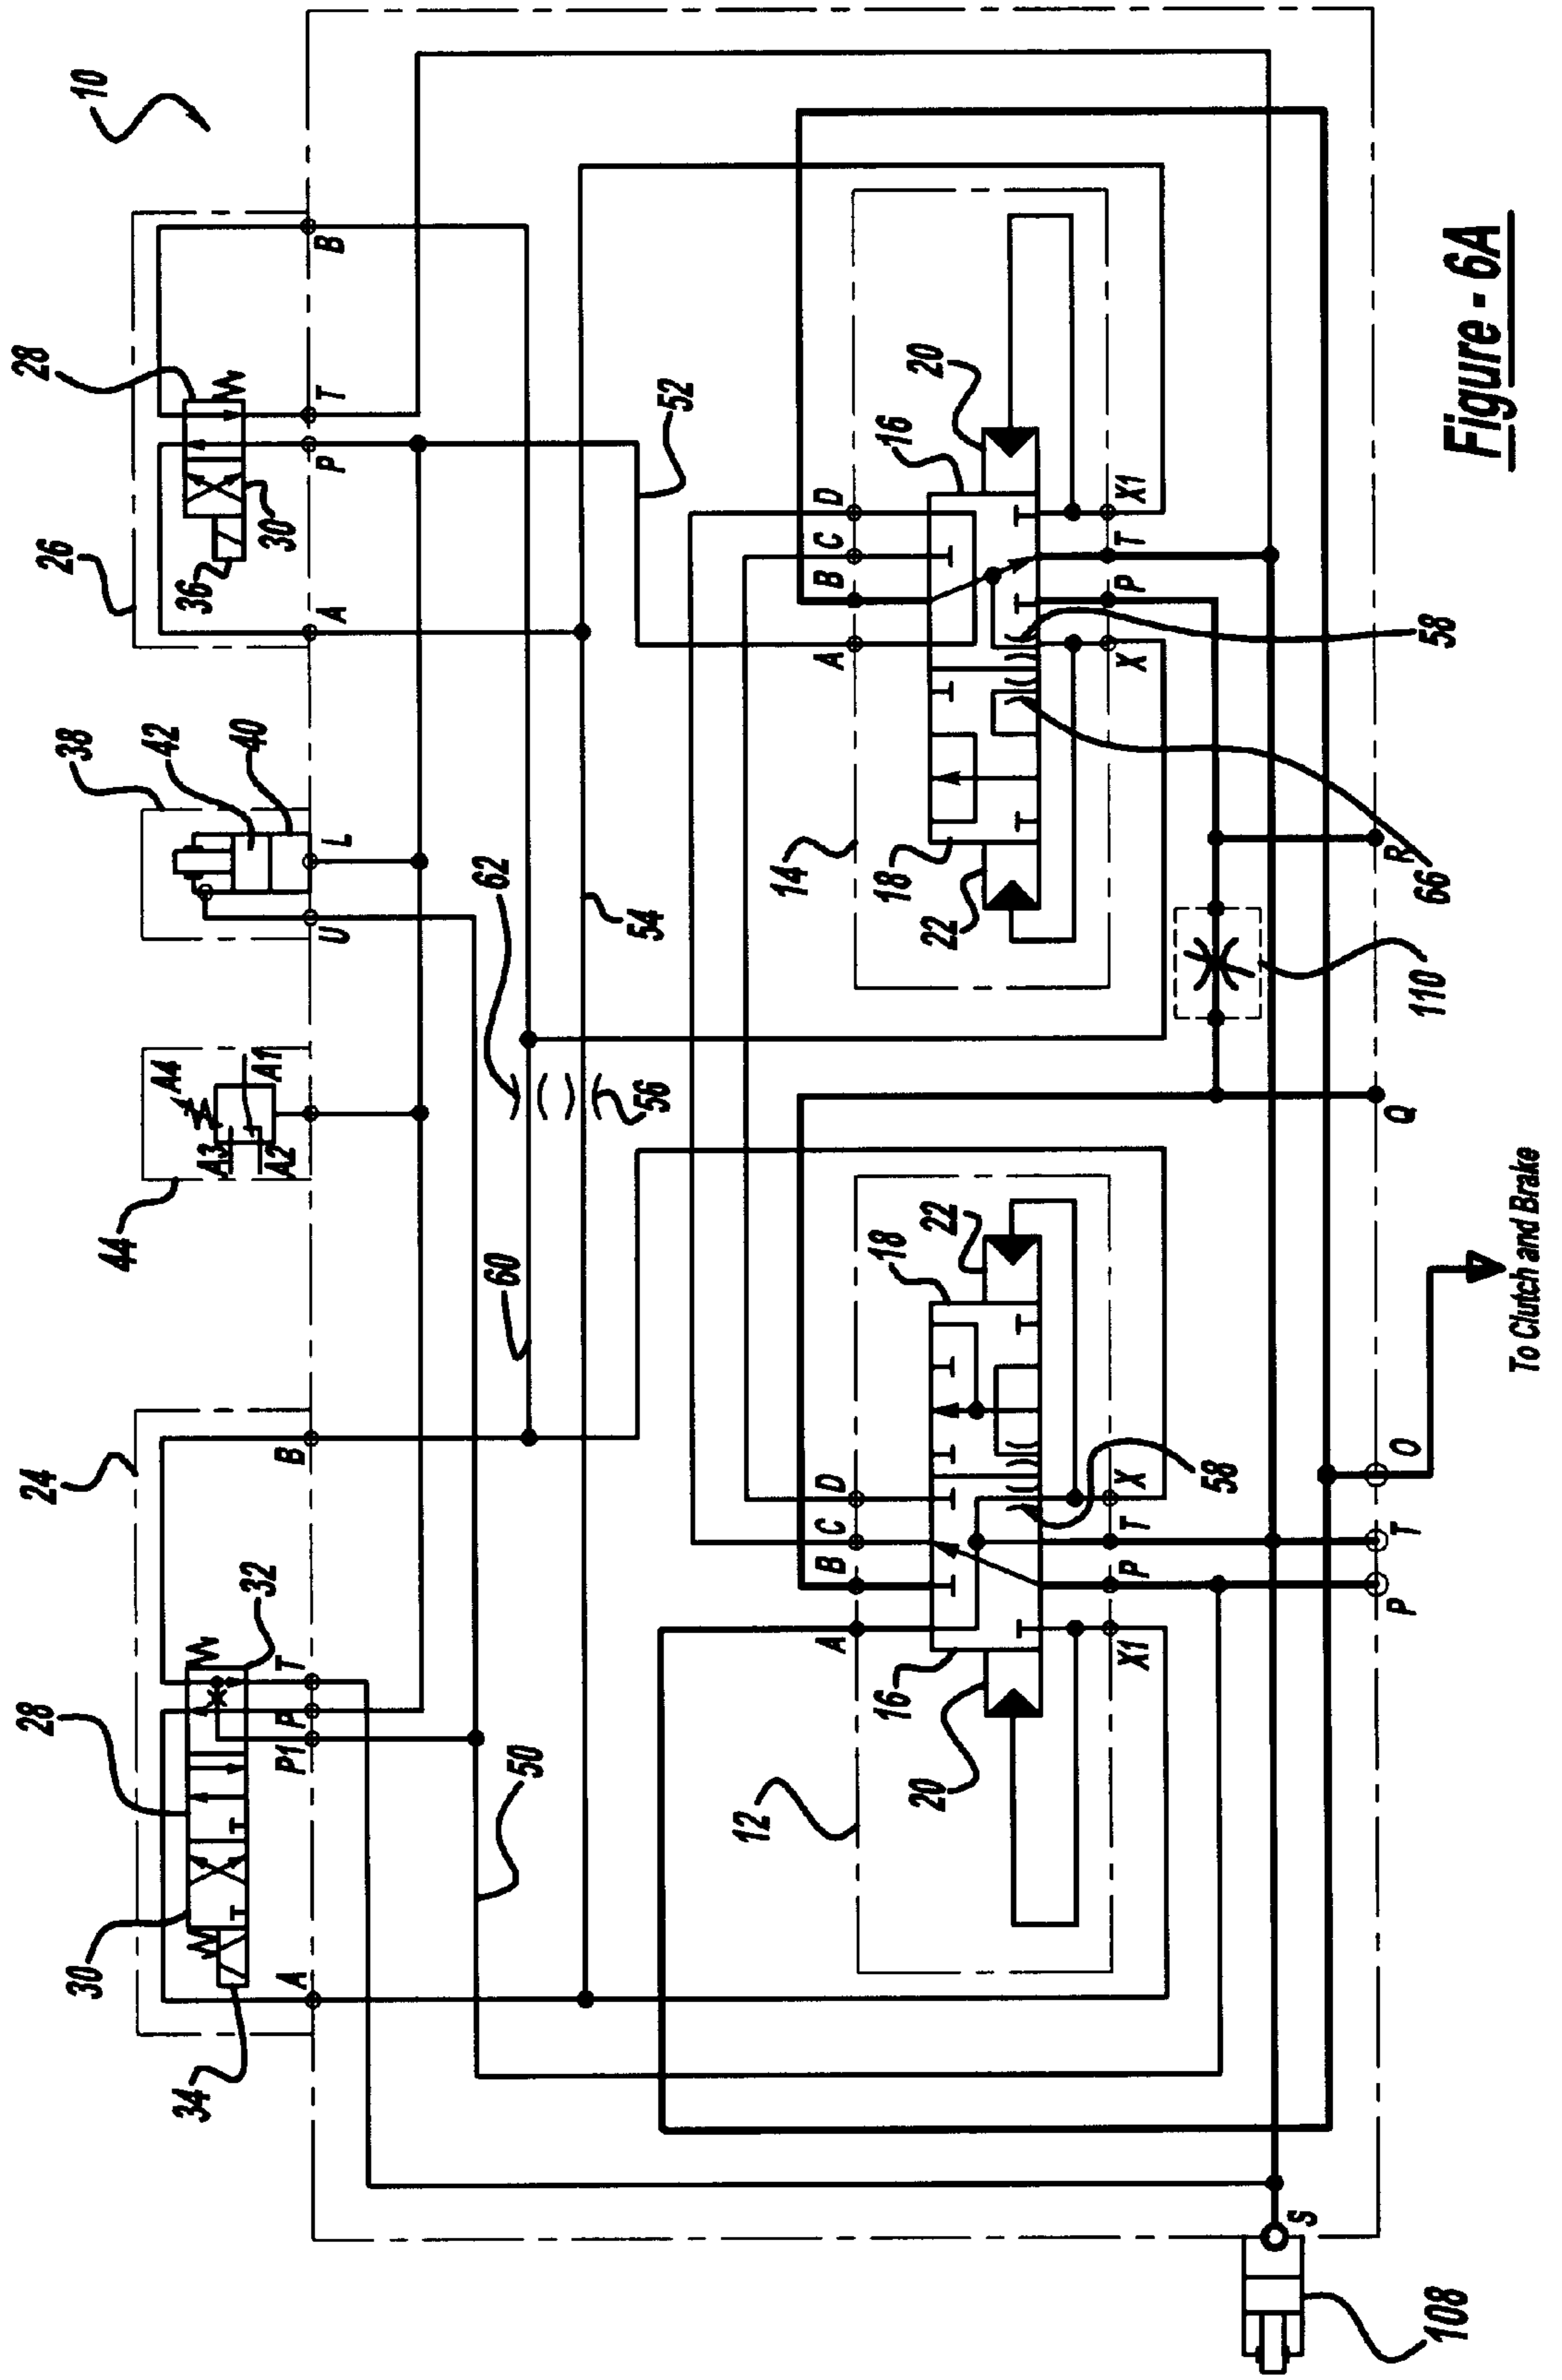 10
28
24
44
38
26
28
30
34
32
A3
A4
A2
A1
42
40
36
30
A
P1
P
T
B
U
L
A
P
T
B
50
60
62
54
56
52
12
14
A
B
C
D
A
B
C
D
20
16
18
22
22
18
16
20
X1
P
T
X
58
X
P
T
X1
110
66
58
S
P
T
O
Q
R
108
To Clutch and Brake
Figure - 6A